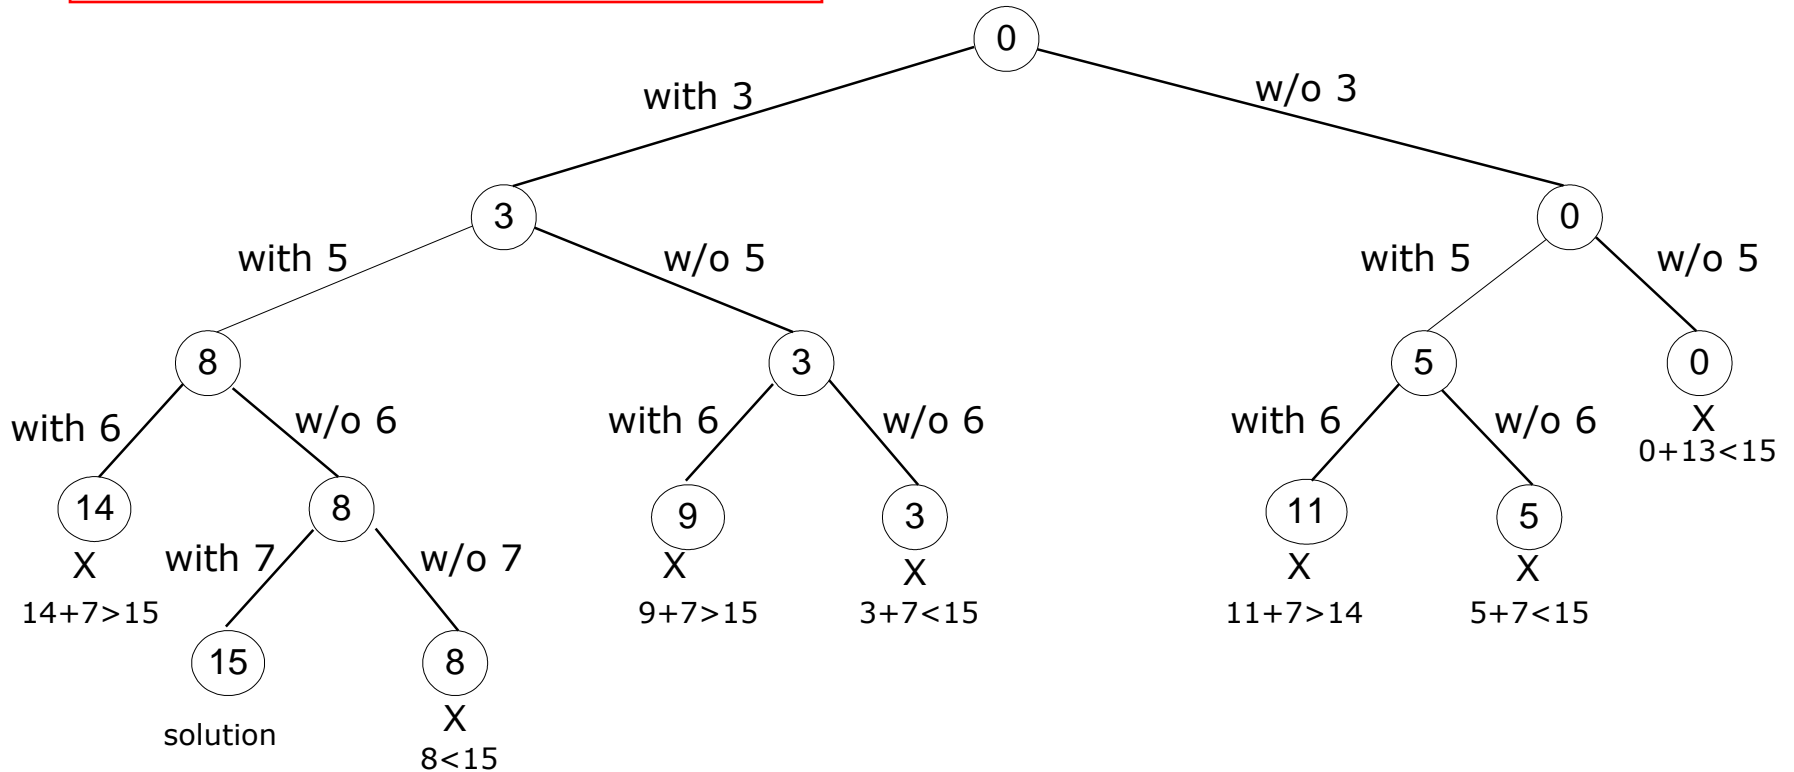 0
with 3
w/o 3
3
0
with 5
w/o 5
with 5
w/o 5
8
3
5
0
with 6
w/o 6
with 6
w/o 6
with 6
w/o 6
X
0+13<15
14
8
9
3
11
5
X
with 7
w/o 7
X
X
X
X
14+7>15
9+7>15
3+7<15
11+7>14
5+7<15
15
8
solution
X
8<15